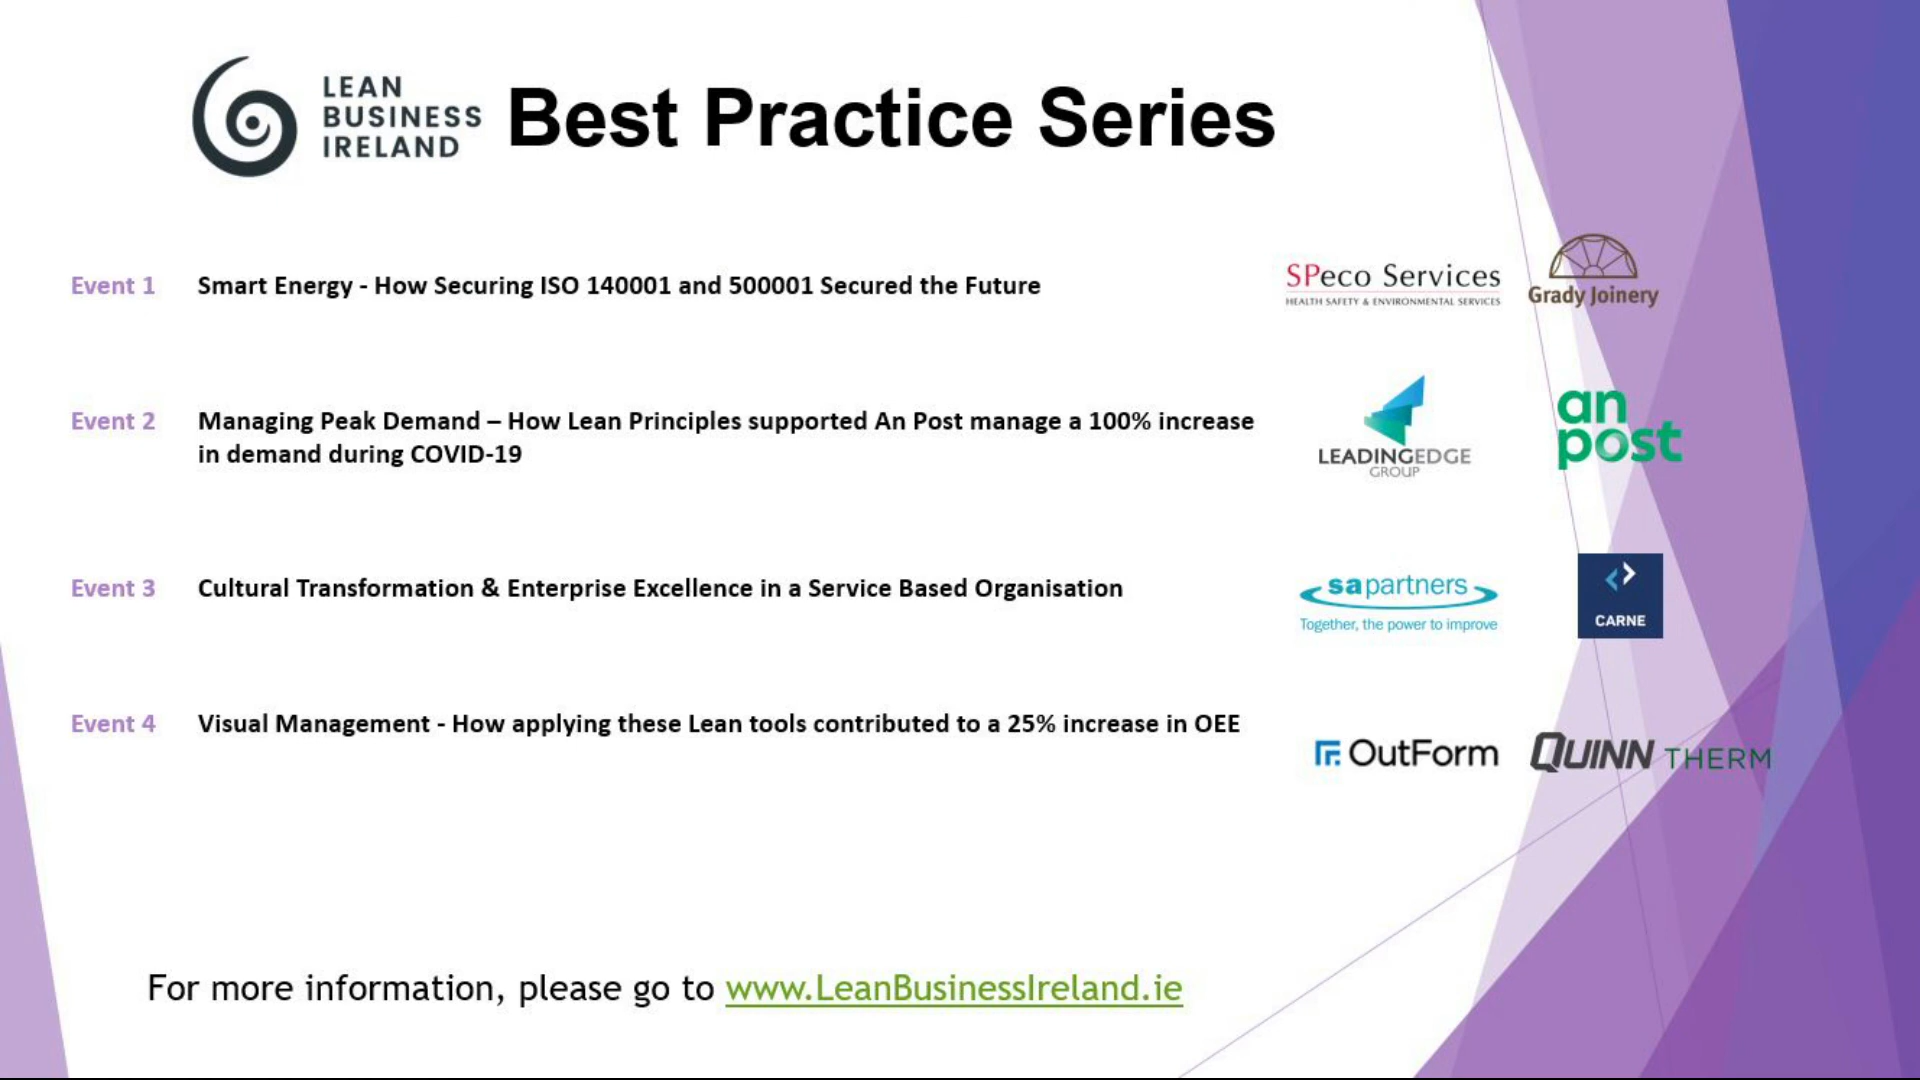 LEAN
BUSINESS
IRELAND
Best Practice Series
Event 1 Smart Energy - How Securing ISO 140001 and 500001 Secured the Future
SPeco Services
HEALTH SAFETY & ENVIRONMENTAL SERVICES
Grady Joinery
Event 2 Managing Peak Demand – How Lean Principles supported An Post manage a 100% increase
in demand during COVID-19
LEADINGEDGE
GROUP
an
post
Event 3 Cultural Transformation & Enterprise Excellence in a Service Based Organisation
sapartners
Together, the power to improve
CARNE
Event 4 Visual Management - How applying these Lean tools contributed to a 25% increase in OEE
OutForm
QUINN THERM
For more information, please go to www.LeanBusinessIreland.ie